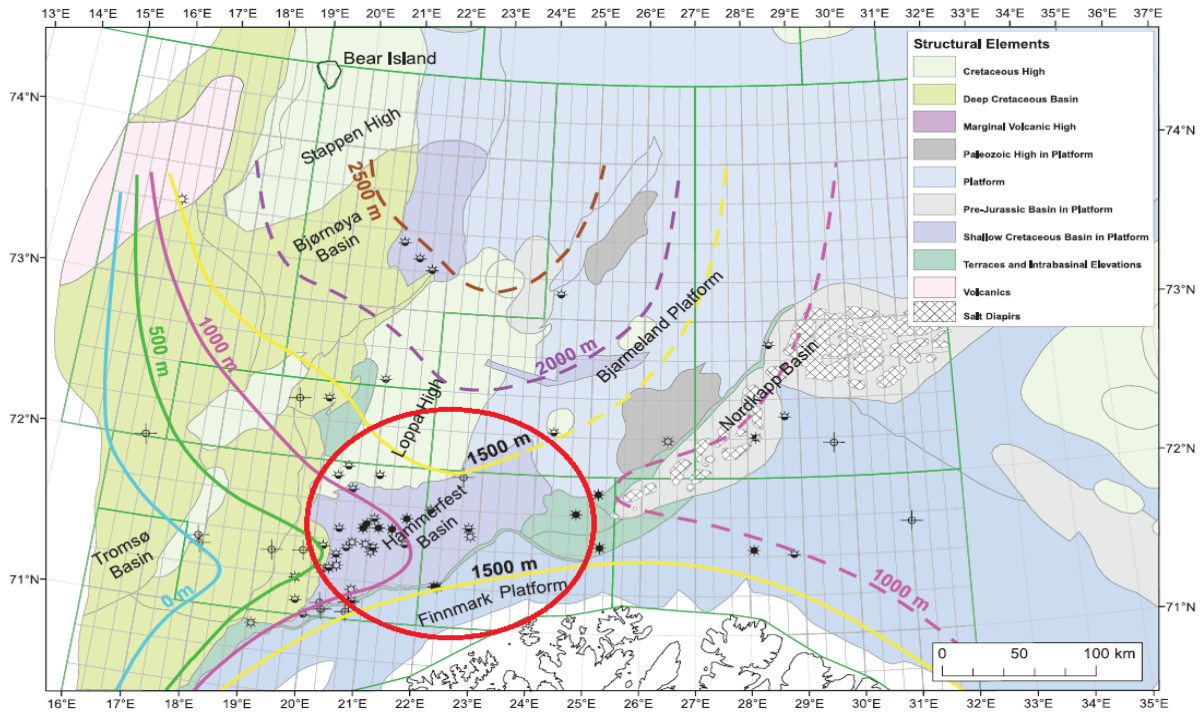 13°E 14°E 15°E 16°E 17°E 18°E 19°E 20°E 21°E 22°E 23°E 24°E 25°E 26°E 27°E 28°E 29°E 30°E 31°E 32°E 33°E 34°E 35°E 36°E 37°E
Structural Elements
Cretaceous High
Deep Cretaceous Basin
Marginal Volcanic High
Paleozoic High in Platform
Platform
Pre-Jurassic Basin in Platform
Shallow Cretaceous Basin in Platform
Terraces and Intrabasinal Elevations
Volcanics
Salt Diapirs
Bear Island
74°N
74°N
Stappen High
2500 m
Bjørnøya
Basin
73°N
73°N
500 m
1000 m
2000 m
Bjarmeland Platform
Nordkapp Basin
72°N
72°N
Loppa High
1500 m
Hammerfest
Basin
Tromsø
Basin
0 m
71°N
71°N
1500 m
Finnmark Platform
1000 m
0 50 100 km
16°E 17°E 18°E 19°E 20°E 21°E 22°E 23°E 24°E 25°E 26°E 27°E 28°E 29°E 30°E 31°E 32°E 33°E 34°E